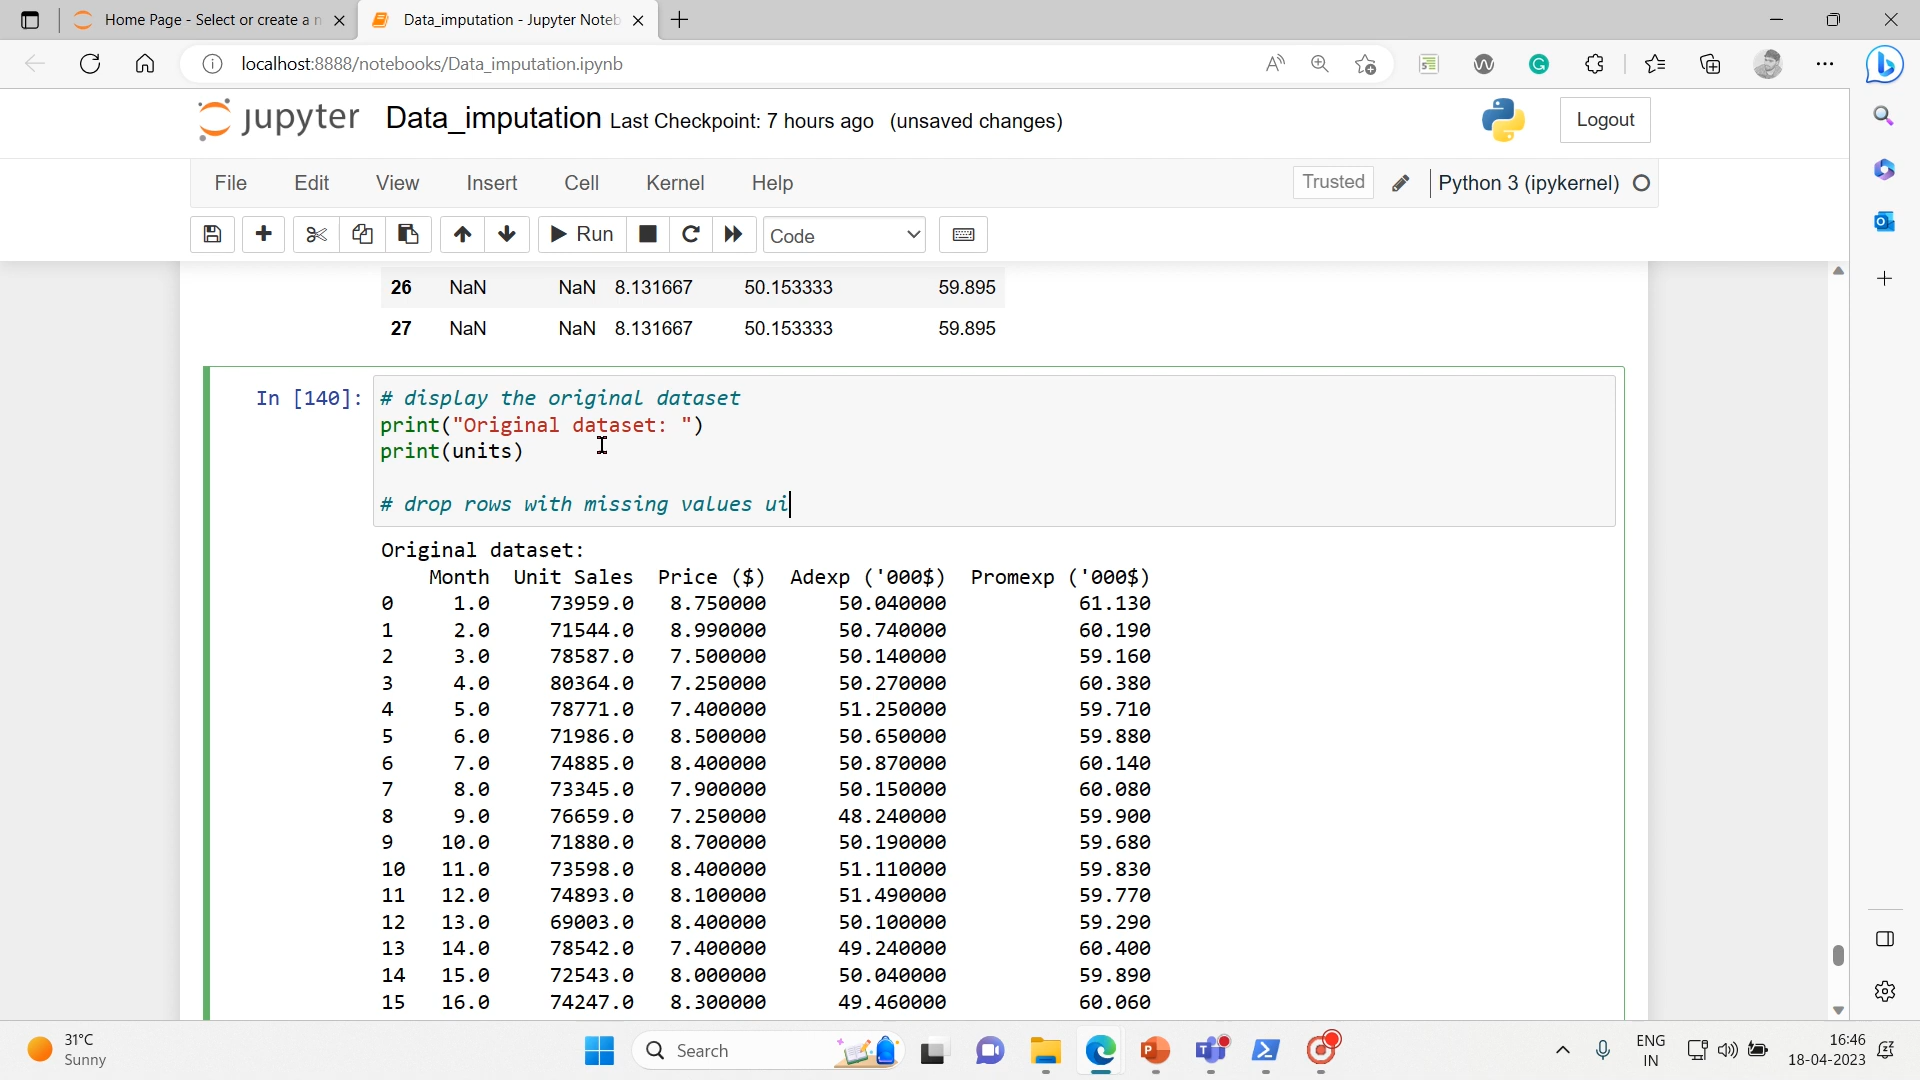 Home Page - Select or create a n
Data_imputation - Jupyter Noteb
localhost:8888/notebooks/Data_imputation.ipynb
jupyter Data_imputation Last Checkpoint: 7 hours ago (unsaved changes)
Logout
File Edit View Insert Cell Kernel Help
Trusted Python 3 (ipykernel)
Run Code
26 NaN NaN 8.131667 50.153333 59.895
27 NaN NaN 8.131667 50.153333 59.895
In [140]: # display the original dataset
print("Original dataset: ")
print(units)
# drop rows with missing values ui
Original dataset:
Month Unit Sales Price ($) Adexp ('000$) Promexp ('000$)
0 1.0 73959.0 8.750000 50.040000 61.130
1 2.0 71544.0 8.990000 50.740000 60.190
2 3.0 78587.0 7.500000 50.140000 59.160
3 4.0 80364.0 7.250000 50.270000 60.380
4 5.0 78771.0 7.400000 51.250000 59.710
5 6.0 71986.0 8.500000 50.650000 59.880
6 7.0 74885.0 8.400000 50.870000 60.140
7 8.0 73345.0 7.900000 50.150000 60.080
8 9.0 76659.0 7.250000 48.240000 59.900
9 10.0 71880.0 8.700000 50.190000 59.680
10 11.0 73598.0 8.400000 51.110000 59.830
11 12.0 74893.0 8.100000 51.490000 59.770
12 13.0 69003.0 8.400000 50.100000 59.290
13 14.0 78542.0 7.400000 49.240000 60.400
14 15.0 72543.0 8.000000 50.040000 59.890
15 16.0 74247.0 8.300000 49.460000 60.060
31°C
Sunny
Search
ENG
IN
16:46
18-04-2023